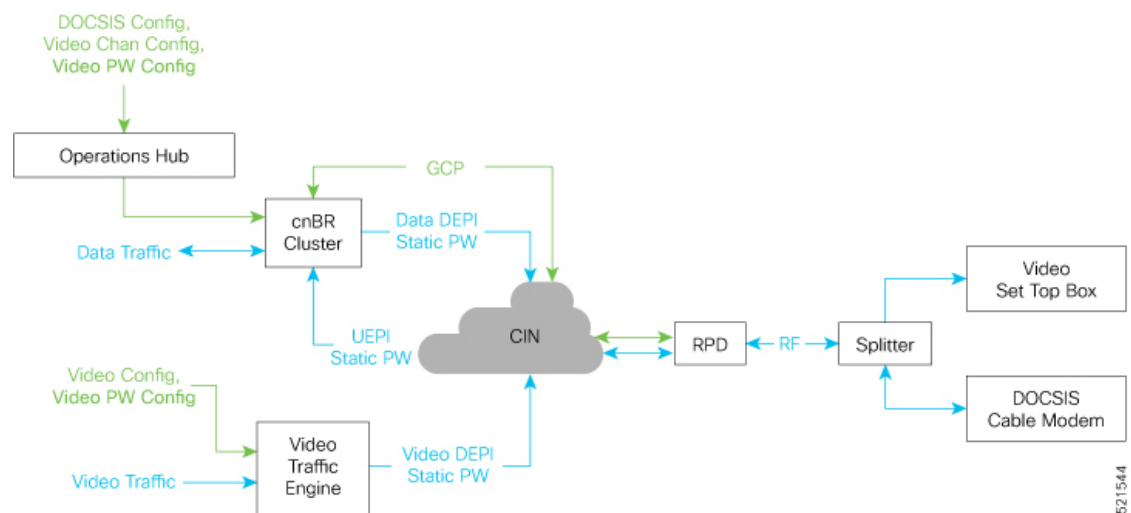 DOCSIS Config,
Video Chan Config,
Video PW Config
Operations Hub
GCP
cnBR
Cluster
Data DEPI
Static PW
Data Traffic
Video
Set Top Box
UEPI
Static PW
CIN
RPD
RF
Splitter
Video Config,
Video PW Config
DOCSIS
Cable Modem
Video
Traffic
Engine
Video DEPI
Static PW
Video Traffic
521544